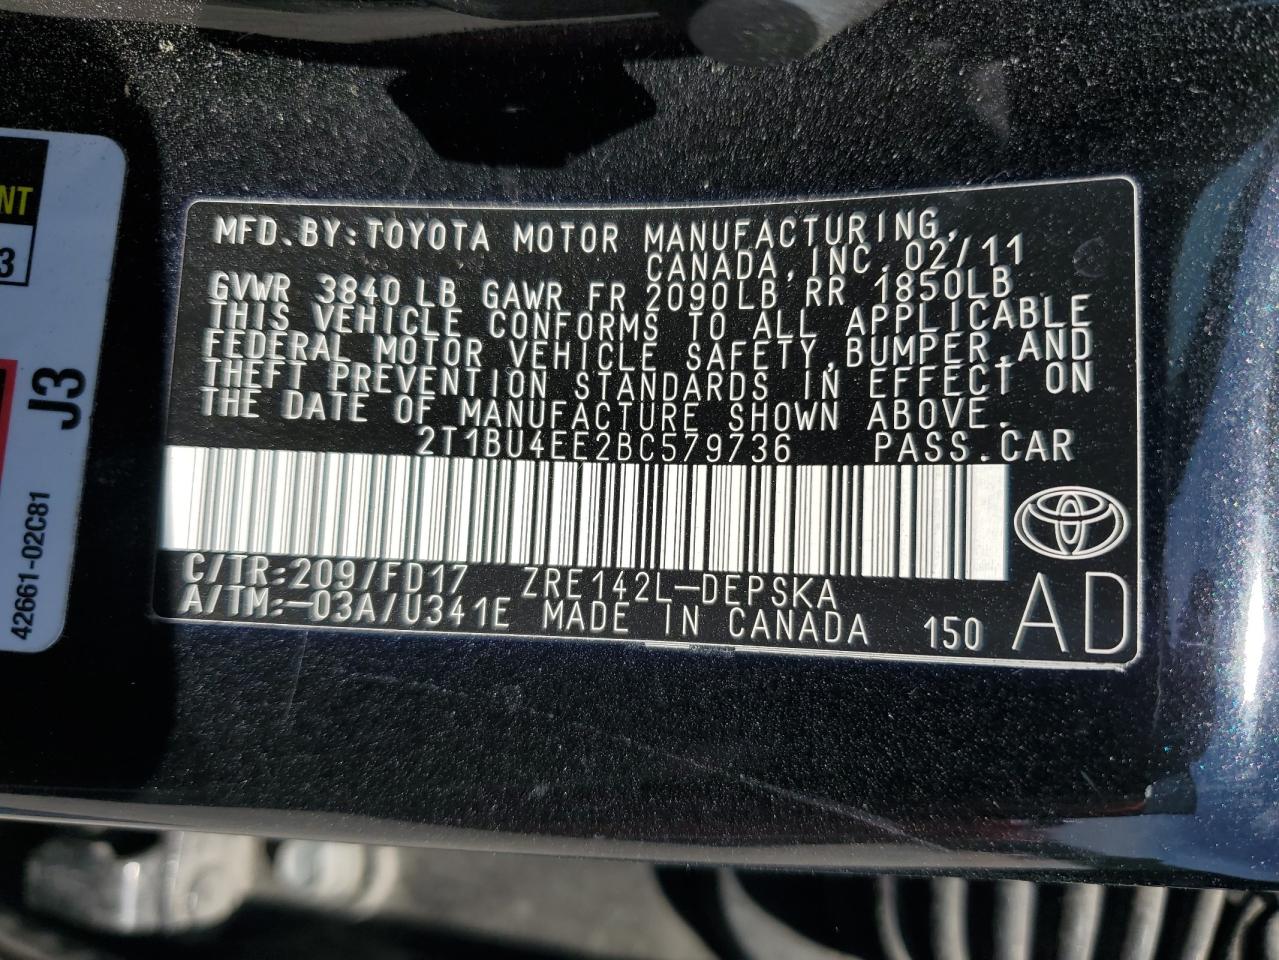 MFD.BY:TOYOTA MOTOR MANUFACTURING,
CANADA, INC. 02/11
GVWR 3840 LB GAWR FR 2090LB RR 1850LB
THIS VEHICLE CONFORMS TO ALL APPLICABLE
FEDERAL MOTOR VEHICLE SAFETY,BUMPER,AND
THEFT PREVENTION STANDARDS IN EFFECT ON
THE DATE OF MANUFACTURE SHOWN ABOVE.
2T1BU4EE2BC579736 PASS.CAR
C/TR:209/FD17 ZRE142L-DEPSKA
A/TM:-03A/U341E MADE IN CANADA 150 AD
J3
42661-02C81